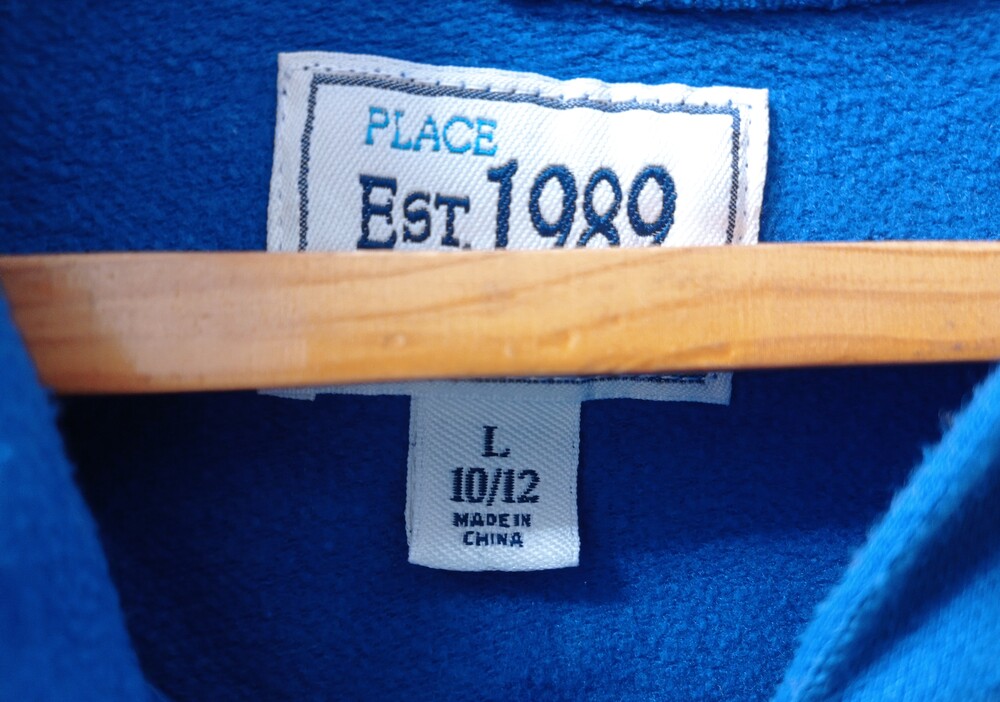 PLACE
EST. 1989
L
10/12
MADE IN
CHINA